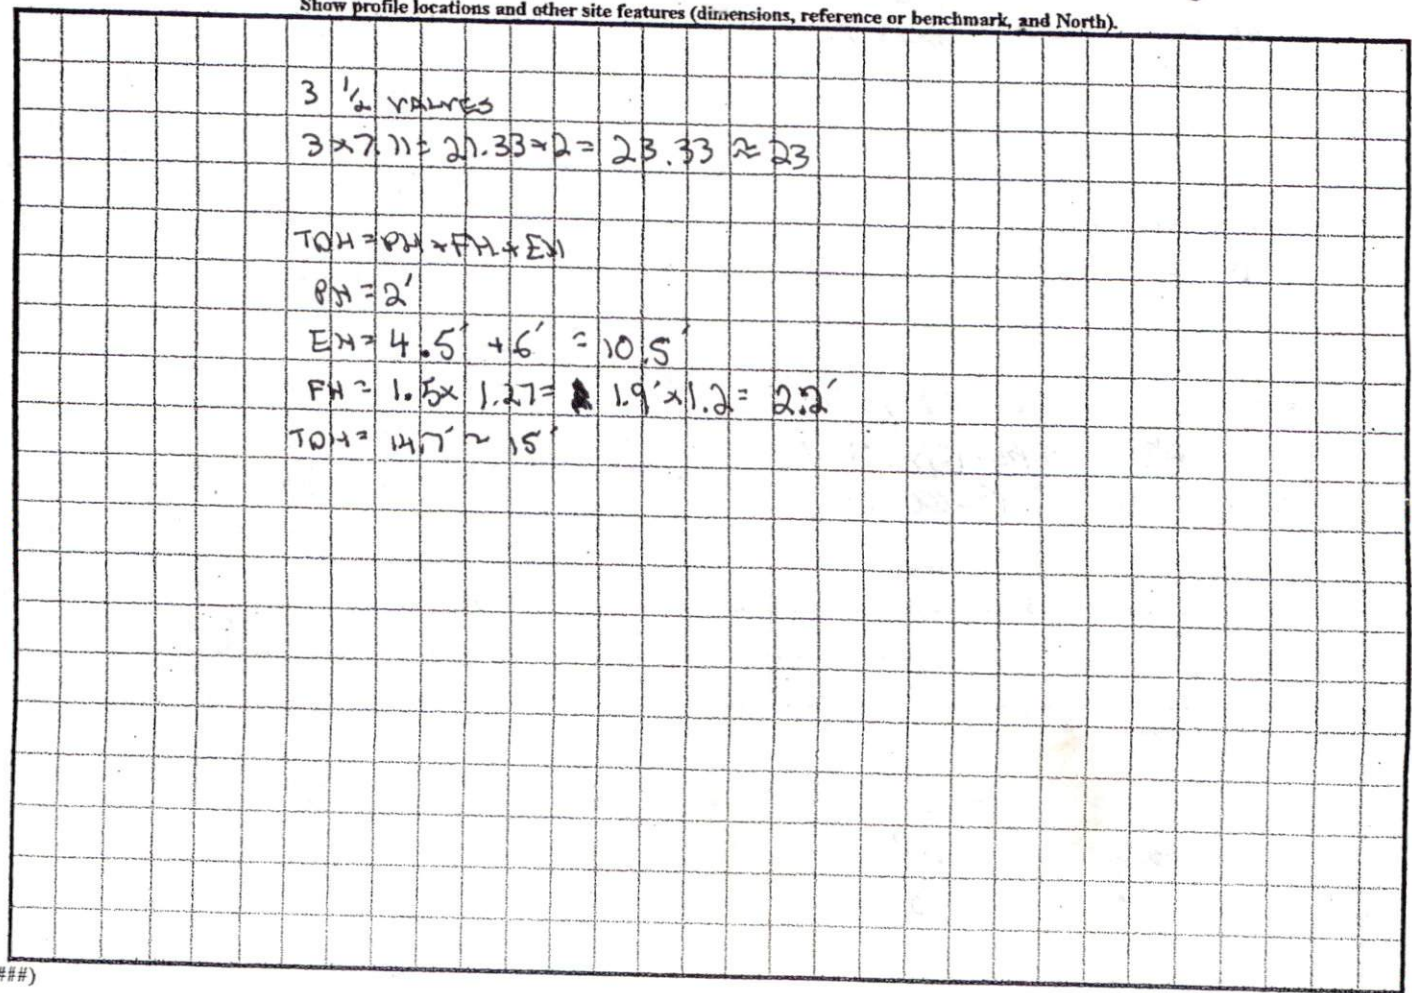 Show profile locations and other site features (dimensions, reference or benchmark, and North).
3 1/2 VALVES
3 x 7.11 = 21.33 + 2 = 23.33 ≈ 23
TDH = PH + FH + EH
PH = 2'
EH = 4.5' + 6' = 10.5'
FH = 1.5 x 1.27 = 1.9' x 1.2 = 2.2'
TDH = 14.7' ~ 15'
###)